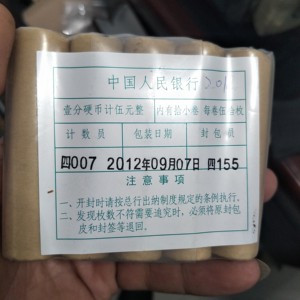 中国人民银行
壹分硬币计伍元整 内有拾小卷 每卷伍拾枚
计数员 包装日期 封包员
四007 2012年09月07日 四155
注意事项
一、开封时请按总行出纳制度规定的条例执行。
二、发现枚数不符需要追究时，必须将原封包
皮和封签等退回。